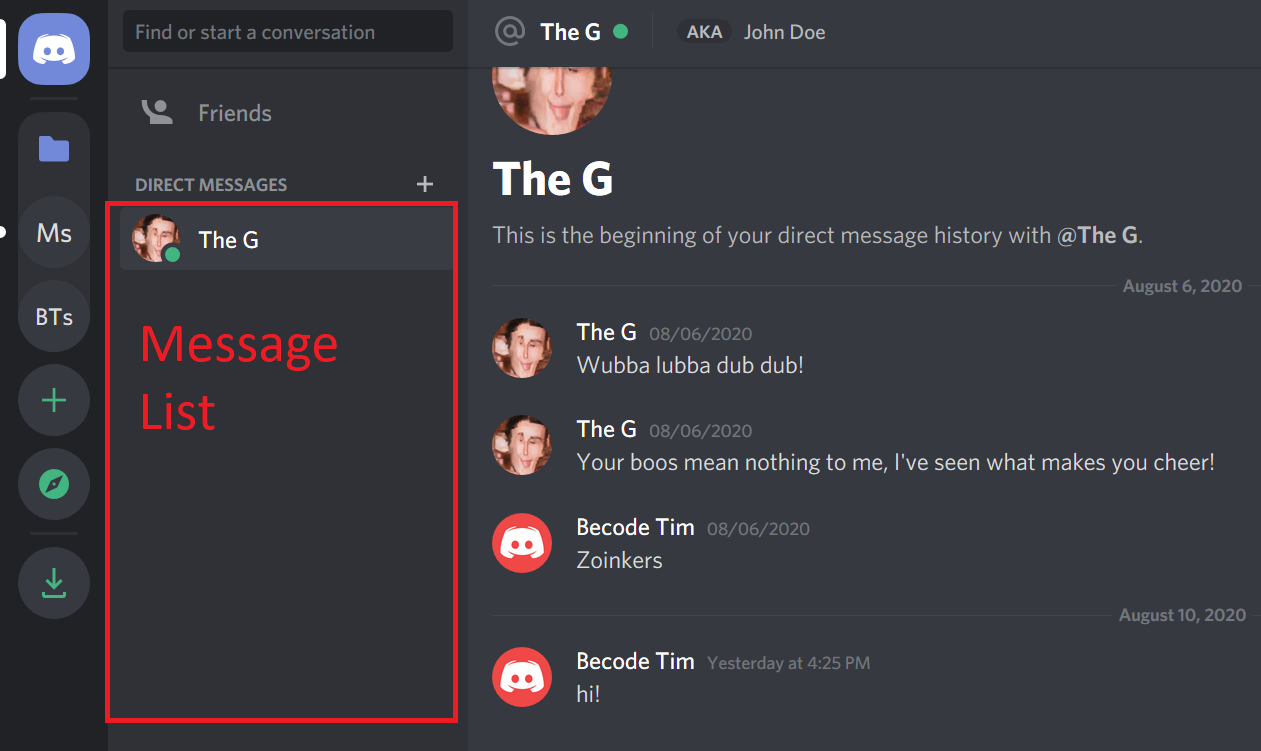 Find or start a conversation
Friends
DIRECT MESSAGES
The G
Message
List
Ms
BTs
The G
AKA
John Doe
The G
This is the beginning of your direct message history with @The G.
August 6, 2020
The G 08/06/2020
Wubba lubba dub dub!
The G 08/06/2020
Your boos mean nothing to me, I've seen what makes you cheer!
Becode Tim 08/06/2020
Zoinkers
August 10, 2020
Becode Tim Yesterday at 4:25 PM
hi!